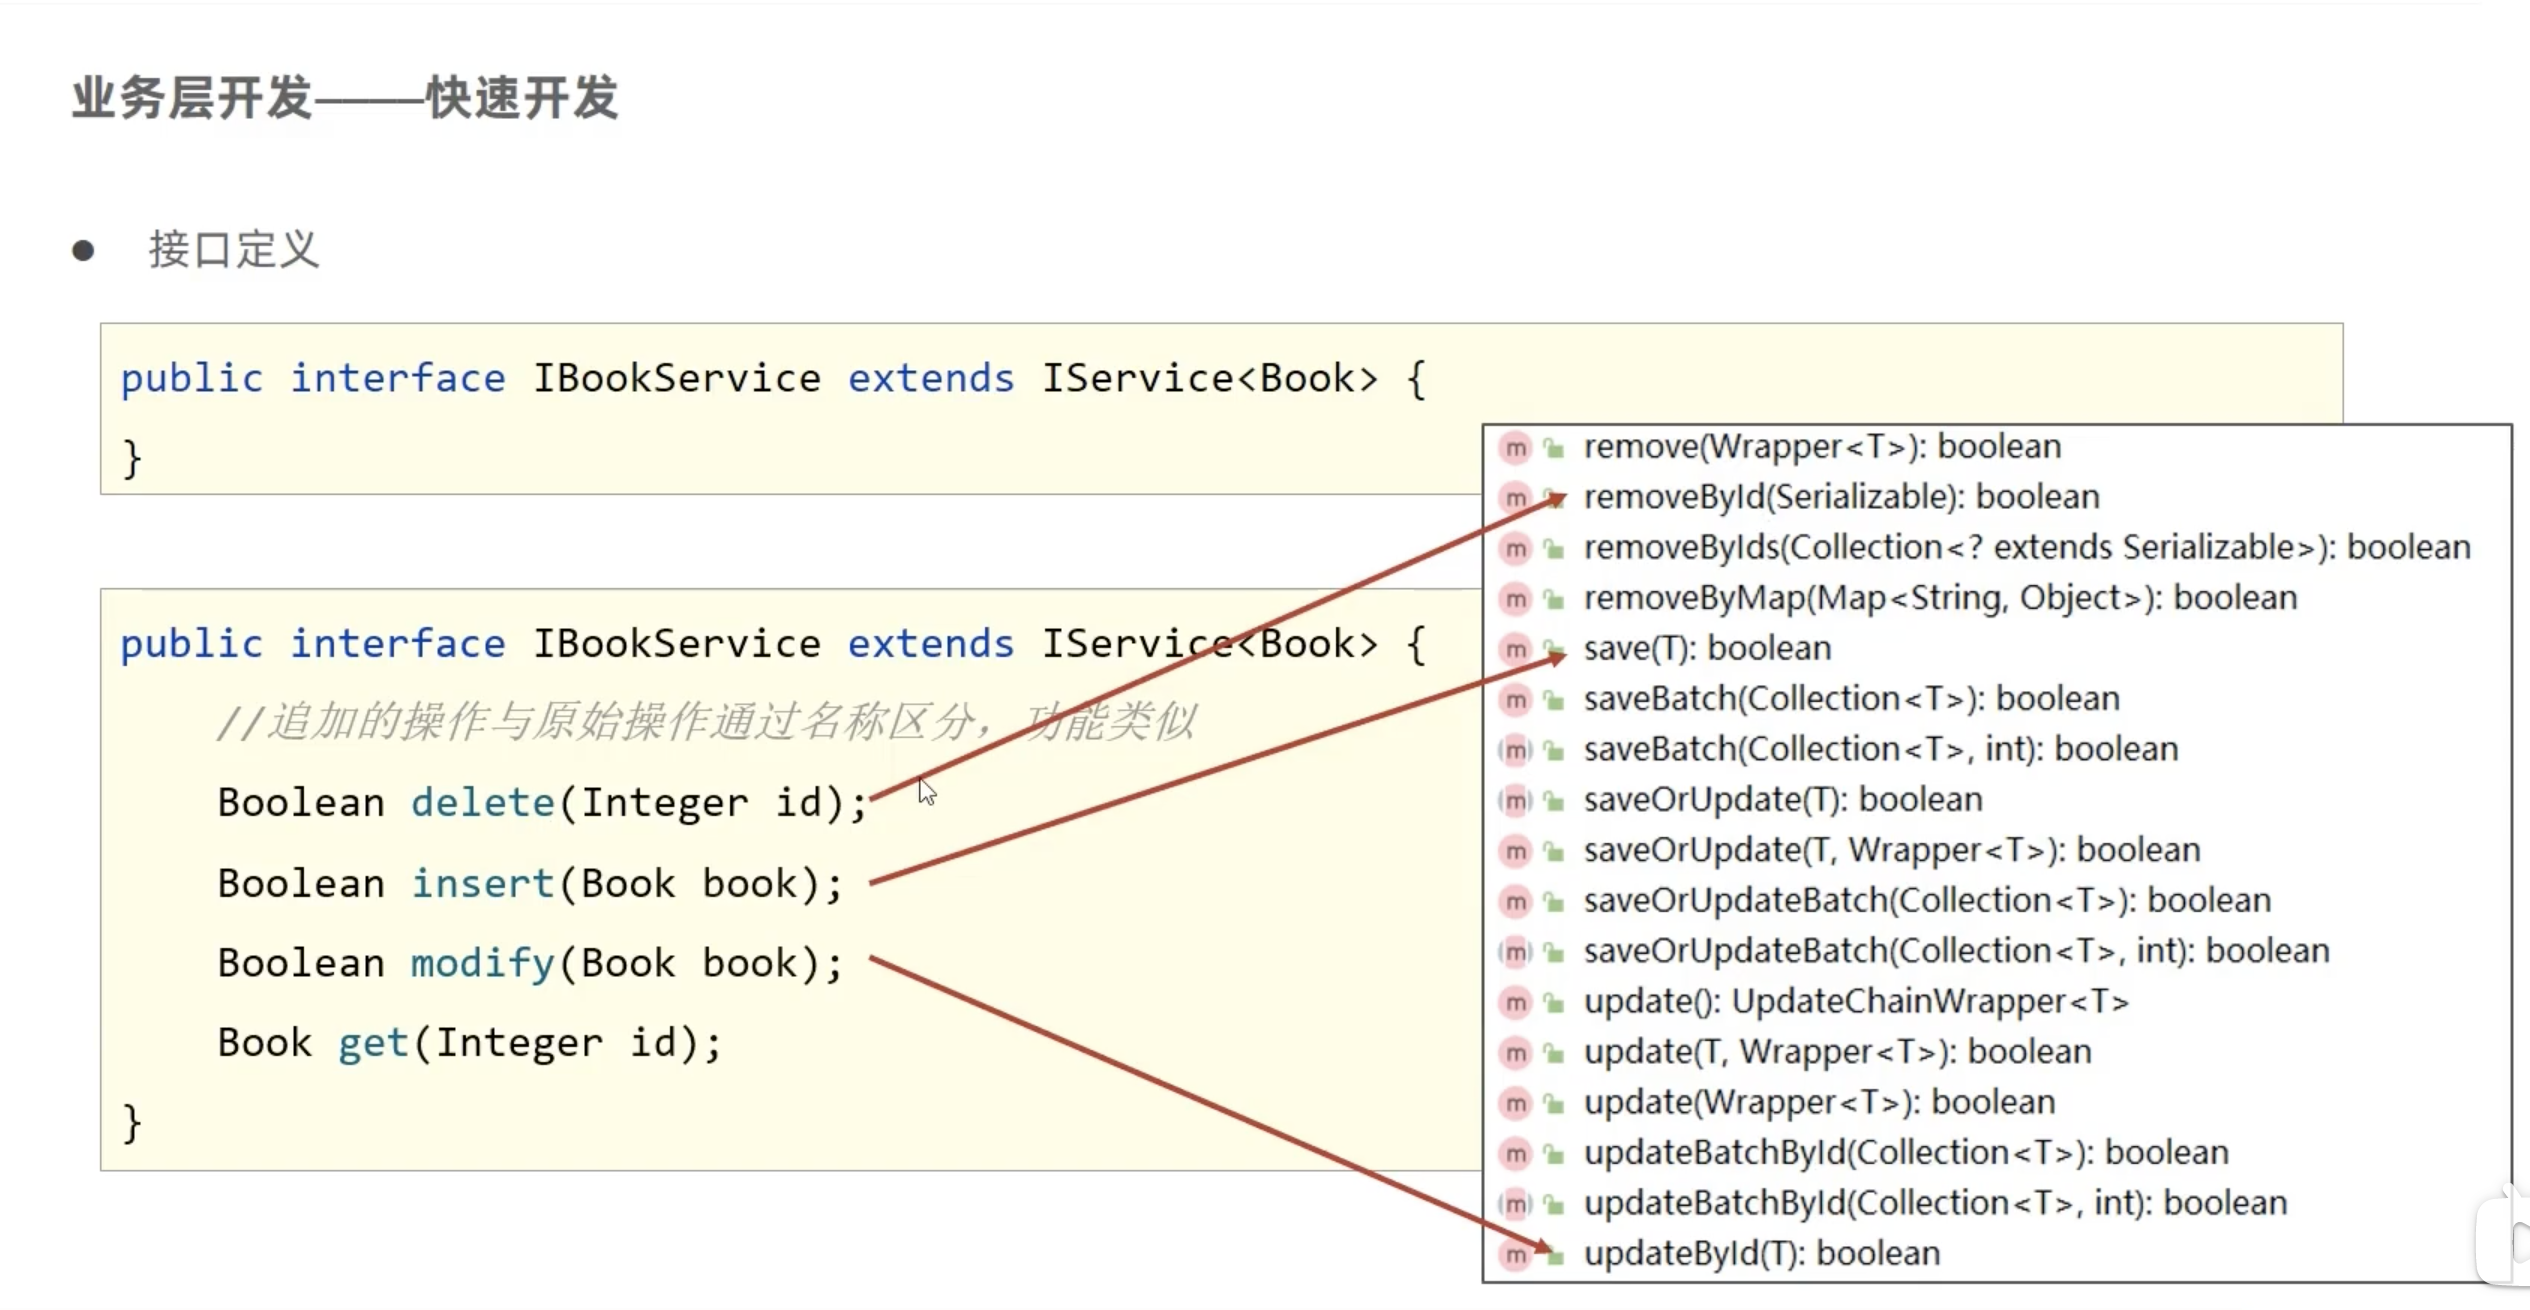 业务层开发——快速开发
● 接口定义
public interface IBookService extends IService<Book> {
}
public interface IBookService extends IService<Book> {
//追加的操作与原始操作通过名称区分，功能类似
Boolean delete(Integer id);
Boolean insert(Book book);
Boolean modify(Book book);
Book get(Integer id);
}
m remove(Wrapper<T>): boolean
m removeById(Serializable): boolean
m removeByIds(Collection<? extends Serializable>): boolean
m removeByMap(Map<String, Object>): boolean
m save(T): boolean
m saveBatch(Collection<T>): boolean
m saveBatch(Collection<T>, int): boolean
m saveOrUpdate(T): boolean
m saveOrUpdate(T, Wrapper<T>): boolean
m saveOrUpdateBatch(Collection<T>): boolean
m saveOrUpdateBatch(Collection<T>, int): boolean
m update(): UpdateChainWrapper<T>
m update(T, Wrapper<T>): boolean
m update(Wrapper<T>): boolean
m updateBatchById(Collection<T>): boolean
m updateBatchById(Collection<T>, int): boolean
m updateById(T): boolean